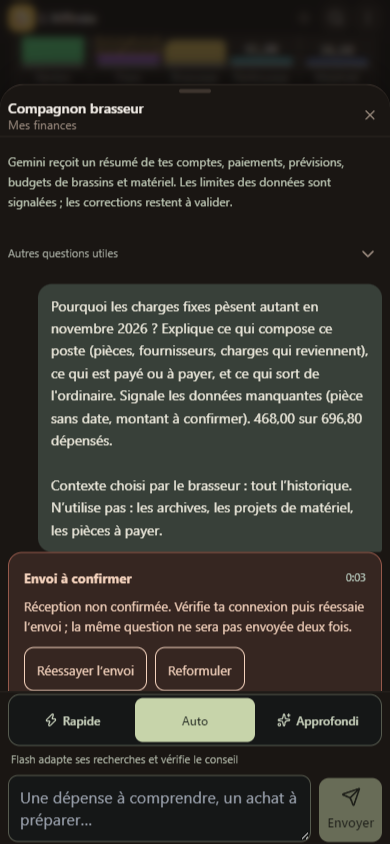 Compagnon brasseur
Mes finances
Gemini reçoit un résumé de tes comptes, paiements, prévisions,
budgets de brassins et matériel. Les limites des données sont
signalées ; les corrections restent à valider.
Autres questions utiles
Pourquoi les charges fixes pèsent autant en
novembre 2026 ? Explique ce qui compose ce
poste (pièces, fournisseurs, charges qui reviennent),
ce qui est payé ou à payer, et ce qui sort de
l'ordinaire. Signale les données manquantes (pièce
sans date, montant à confirmer). 468,00 sur 696,80
dépensés.
Contexte choisi par le brasseur : tout l’historique.
N’utilise pas : les archives, les projets de matériel,
les pièces à payer.
Envoi à confirmer
0:03
Réception non confirmée. Vérifie ta connexion puis réessaie
l’envoi ; la même question ne sera pas envoyée deux fois.
Réessayer l’envoi
Reformuler
Rapide
Auto
Approfondi
Flash adapte ses recherches et vérifie le conseil
Une dépense à comprendre, un achat à
préparer…
Envoyer